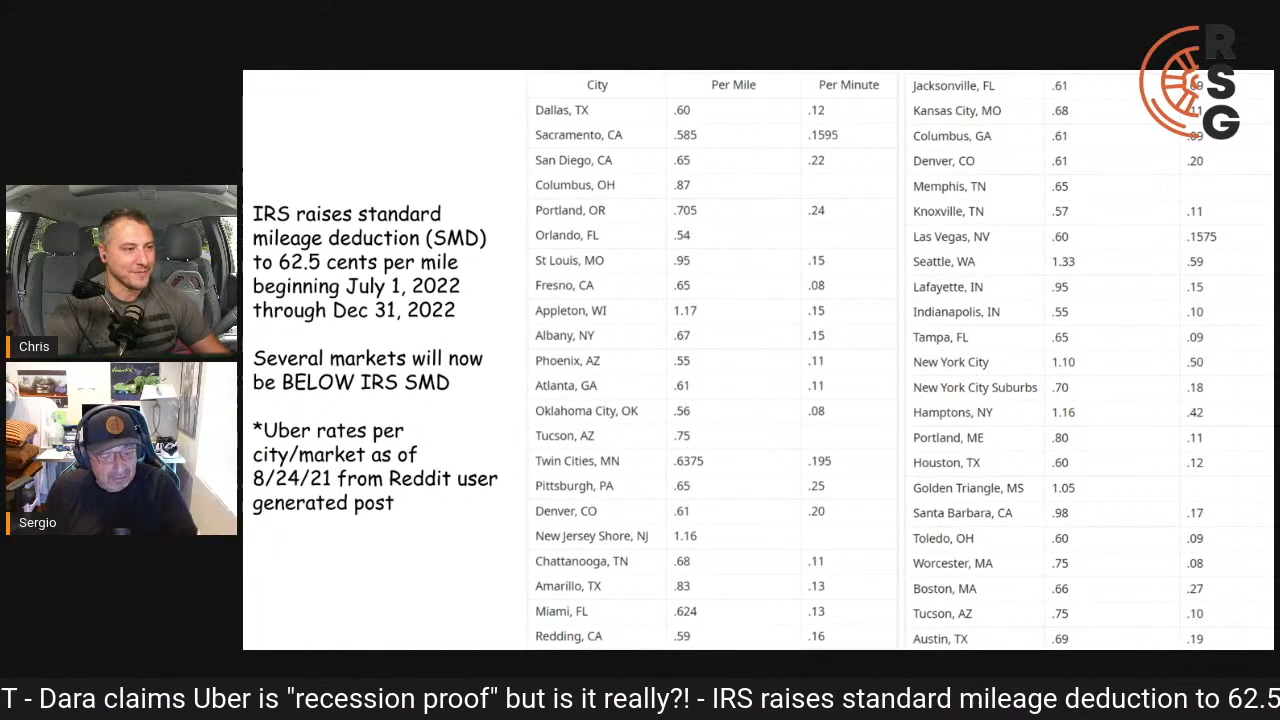 R
S
G
IRS raises standard
mileage deduction (SMD)
to 62.5 cents per mile
beginning July 1, 2022
through Dec 31, 2022
Several markets will now
be BELOW IRS SMD
*Uber rates per
city/market as of
8/24/21 from Reddit user
generated post
City Per Mile Per Minute
Dallas, TX .60 .12
Sacramento, CA .585 .1595
San Diego, CA .65 .22
Columbus, OH .87
Portland, OR .705 .24
Orlando, FL .54
St Louis, MO .95 .15
Fresno, CA .65 .08
Appleton, WI 1.17 .15
Albany, NY .67 .15
Phoenix, AZ .55 .11
Atlanta, GA .61 .11
Oklahoma City, OK .56 .08
Tucson, AZ .75
Twin Cities, MN .6375 .195
Pittsburgh, PA .65 .25
Denver, CO .61 .20
New Jersey Shore, NJ 1.16
Chattanooga, TN .68 .11
Amarillo, TX .83 .13
Miami, FL .624 .13
Redding, CA .59 .16
Jacksonville, FL .61
Kansas City, MO .68 .11
Columbus, GA .61 .09
Denver, CO .61 .20
Memphis, TN .65
Knoxville, TN .57 .11
Las Vegas, NV .60 .1575
Seattle, WA 1.33 .59
Lafayette, IN .95 .15
Indianapolis, IN .55 .10
Tampa, FL .65 .09
New York City 1.10 .50
New York City Suburbs .70 .18
Hamptons, NY 1.16 .42
Portland, ME .80 .11
Houston, TX .60 .12
Golden Triangle, MS 1.05
Santa Barbara, CA .98 .17
Toledo, OH .60 .09
Worcester, MA .75 .08
Boston, MA .66 .27
Tucson, AZ .75 .10
Austin, TX .69 .19
Chris
Sergio
T - Dara claims Uber is "recession proof" but is it really?! - IRS raises standard mileage deduction to 62.5